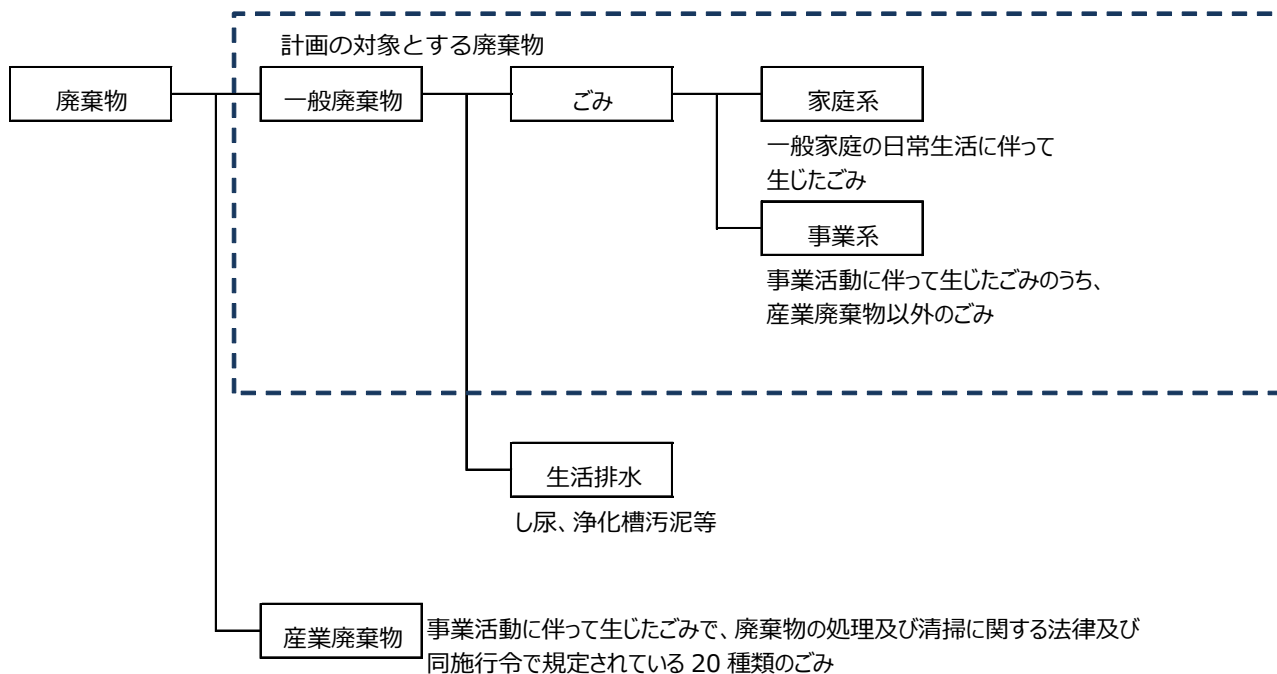 計画の対象とする廃棄物
廃棄物
一般廃棄物
ごみ
家庭系
一般家庭の日常生活に伴って
生じたごみ
事業系
事業活動に伴って生じたごみのうち、
産業廃棄物以外のごみ
生活排水
し尿、浄化槽汚泥等
産業廃棄物
事業活動に伴って生じたごみで、廃棄物の処理及び清掃に関する法律及び
同施行令で規定されている 20 種類のごみ